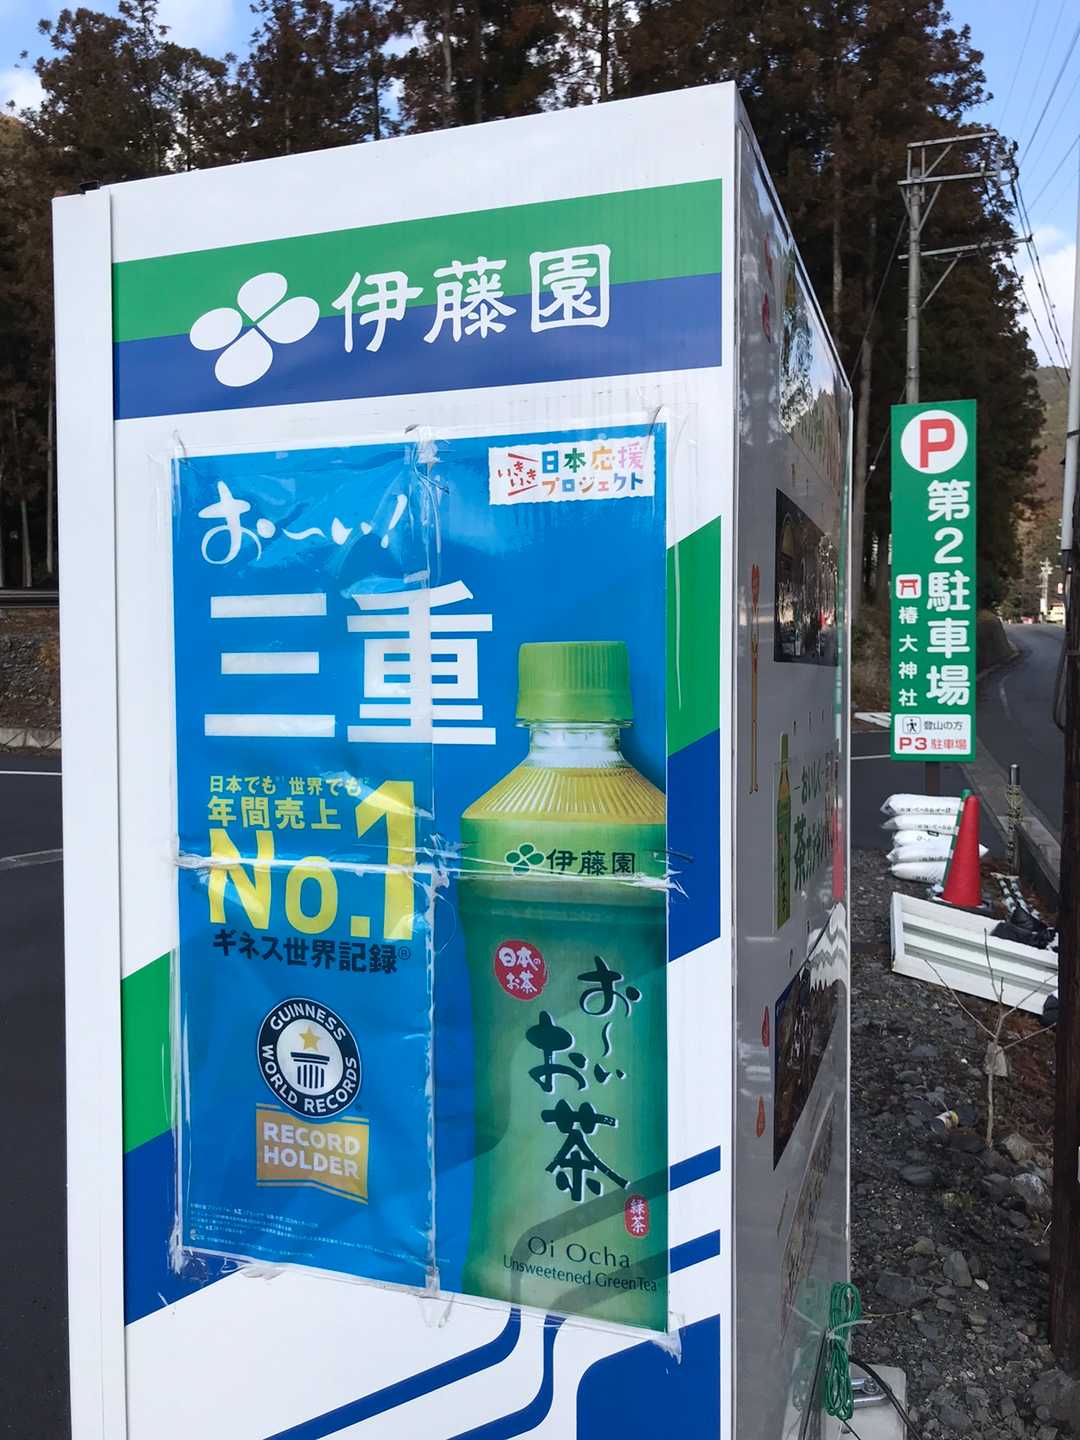 伊藤園
お〜い!
いきいき
日本応援
プロジェクト
三重
日本でも※1 世界でも※2
年間売上
No.1
ギネス世界記録®
GUINNESS
WORLD RECORDS
RECORD
HOLDER
伊藤園
日本の
お茶
お〜い
お茶
緑茶
Oi Ocha
Unsweetened Green Tea
P
第2駐車場
椿大神社
登山の方
P3 駐車場